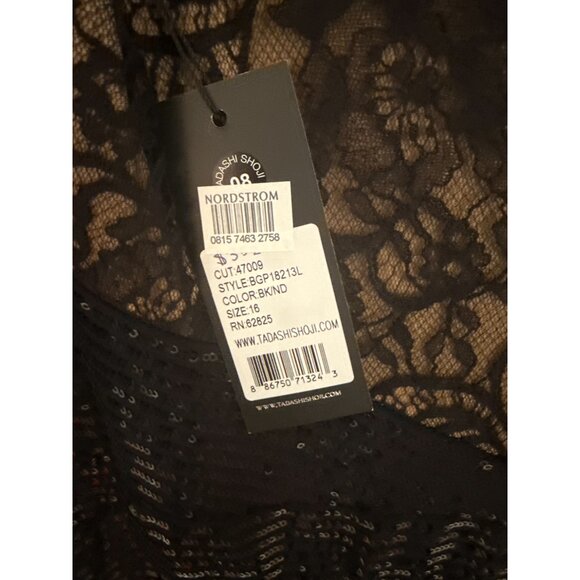 TADASHI SHOJI
NORDSTROM
0815 7463 2758
CUT:47009
STYLE:BGP18213L
COLOR:BK/ND
SIZE:16
RN:62825
WWW.TADASHISHOJI.COM
8 86750 71324 3
WWW.TADASHISHOJI.COM